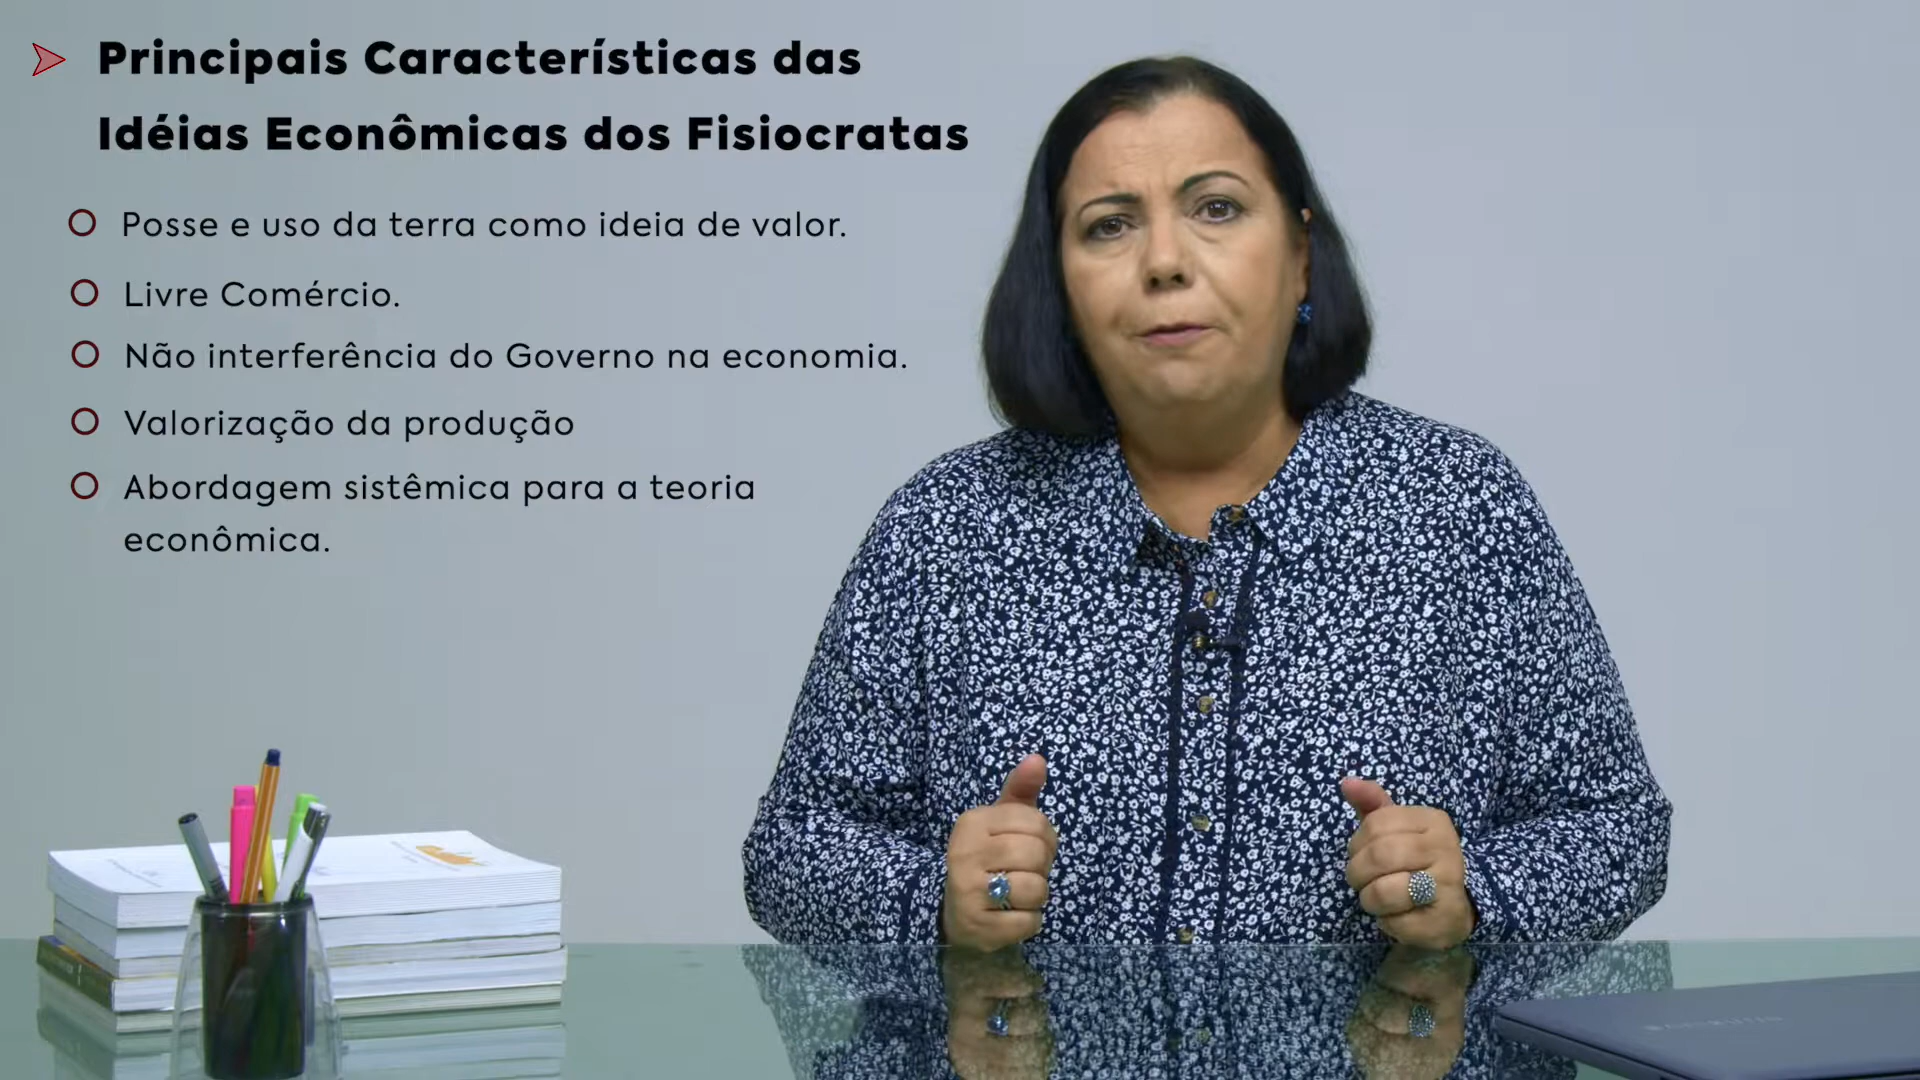 Principais Características das
Idéias Econômicas dos Fisiocratas
Posse e uso da terra como ideia de valor.
Livre Comércio.
Não interferência do Governo na economia.
Valorização da produção
Abordagem sistêmica para a teoria
econômica.